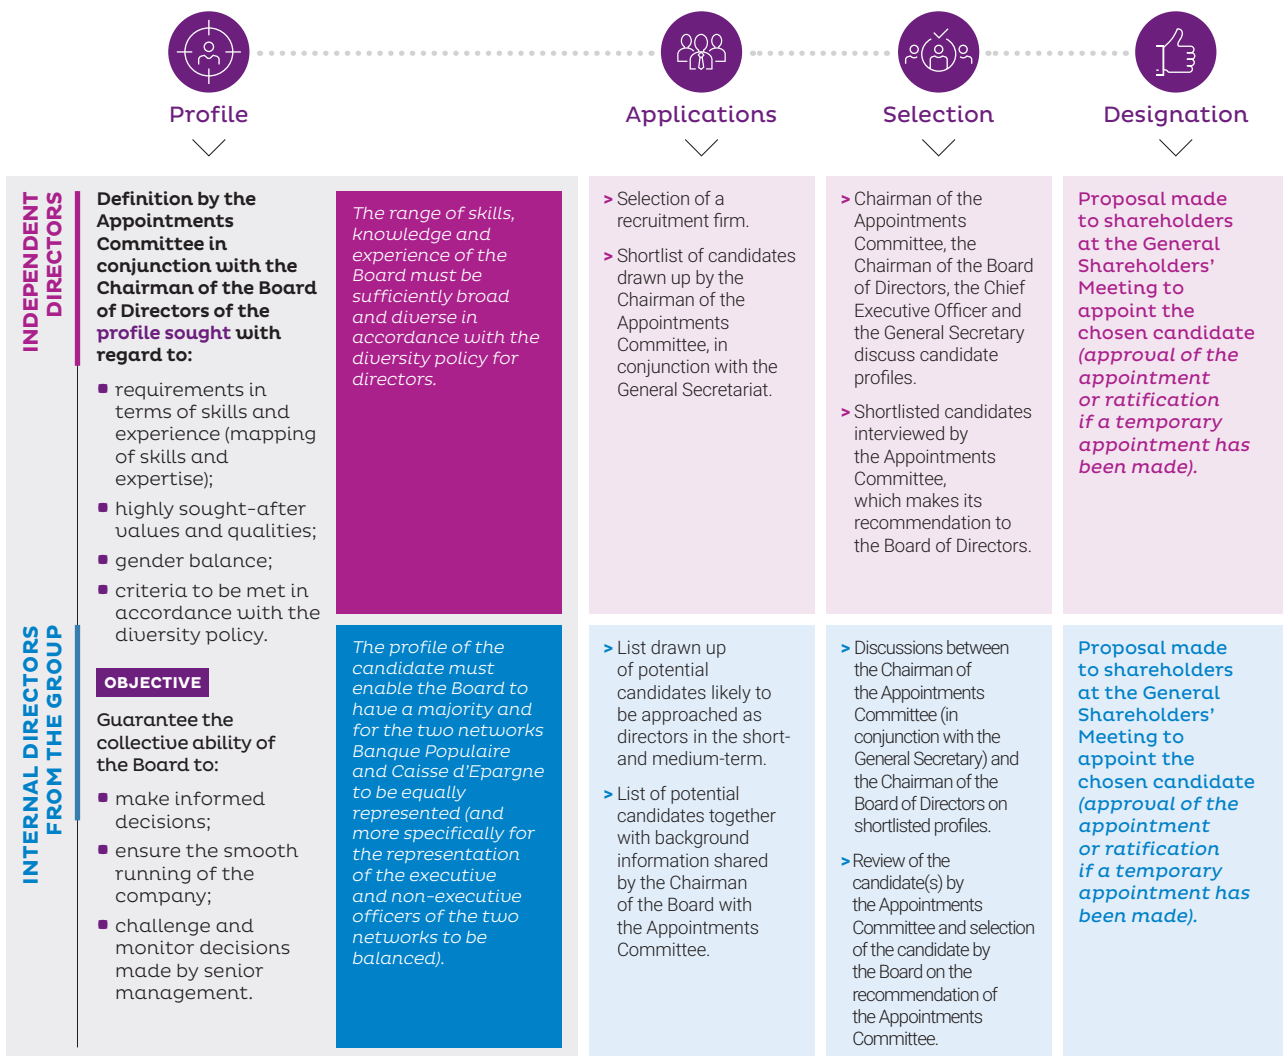 Profile
Applications
Selection
Designation
INDEPENDENT
DIRECTORS
Definition by the
Appointments
Committee in
conjunction with the
Chairman of the Board
of Directors of the
profile sought with
regard to:
requirements in
terms of skills and
experience (mapping
of skills and
expertise);
highly sought-after
values and qualities;
gender balance;
criteria to be met in
accordance with the
diversity policy.
OBJECTIVE
Guarantee the
collective ability of
the Board to:
make informed
decisions;
ensure the smooth
running of the
company;
challenge and
monitor decisions
made by senior
management.
The range of skills,
knowledge and
experience of the
Board must be
sufficiently broad
and diverse in
accordance with the
diversity policy for
directors.
> Selection of a
recruitment firm.
> Shortlist of candidates
drawn up by the
Chairman of the
Appointments
Committee, in
conjunction with the
General Secretariat.
> Chairman of the
Appointments
Committee, the
Chairman of the Board
of Directors, the Chief
Executive Officer and
the General Secretary
discuss candidate
profiles.
> Shortlisted candidates
interviewed by
the Appointments
Committee,
which makes its
recommendation to
the Board of Directors.
Proposal made
to shareholders
at the General
Shareholders'
Meeting to
appoint the
chosen candidate
(approval of the
appointment
or ratification
if a temporary
appointment has
been made).
INTERNAL DIRECTORS
FROM THE GROUP
The profile of the
candidate must
enable the Board to
have a majority and
for the two networks
Banque Populaire
and Caisse d'Epargne
to be equally
represented (and
more specifically for
the representation
of the executive
and non-executive
officers of the two
networks to be
balanced).
> List drawn up
of potential
candidates likely to
be approached as
directors in the short-
and medium-term.
> List of potential
candidates together
with background
information shared
by the Chairman
of the Board with
the Appointments
Committee.
> Discussions between
the Chairman of
the Appointments
Committee (in
conjunction with the
General Secretary) and
the Chairman of the
Board of Directors on
shortlisted profiles.
> Review of the
candidate(s) by
the Appointments
Committee and selection
of the candidate by
the Board on the
recommendation of
the Appointments
Committee.
Proposal made
to shareholders
at the General
Shareholders'
Meeting to
appoint the
chosen candidate
(approval of the
appointment
or ratification
if a temporary
appointment has
been made).